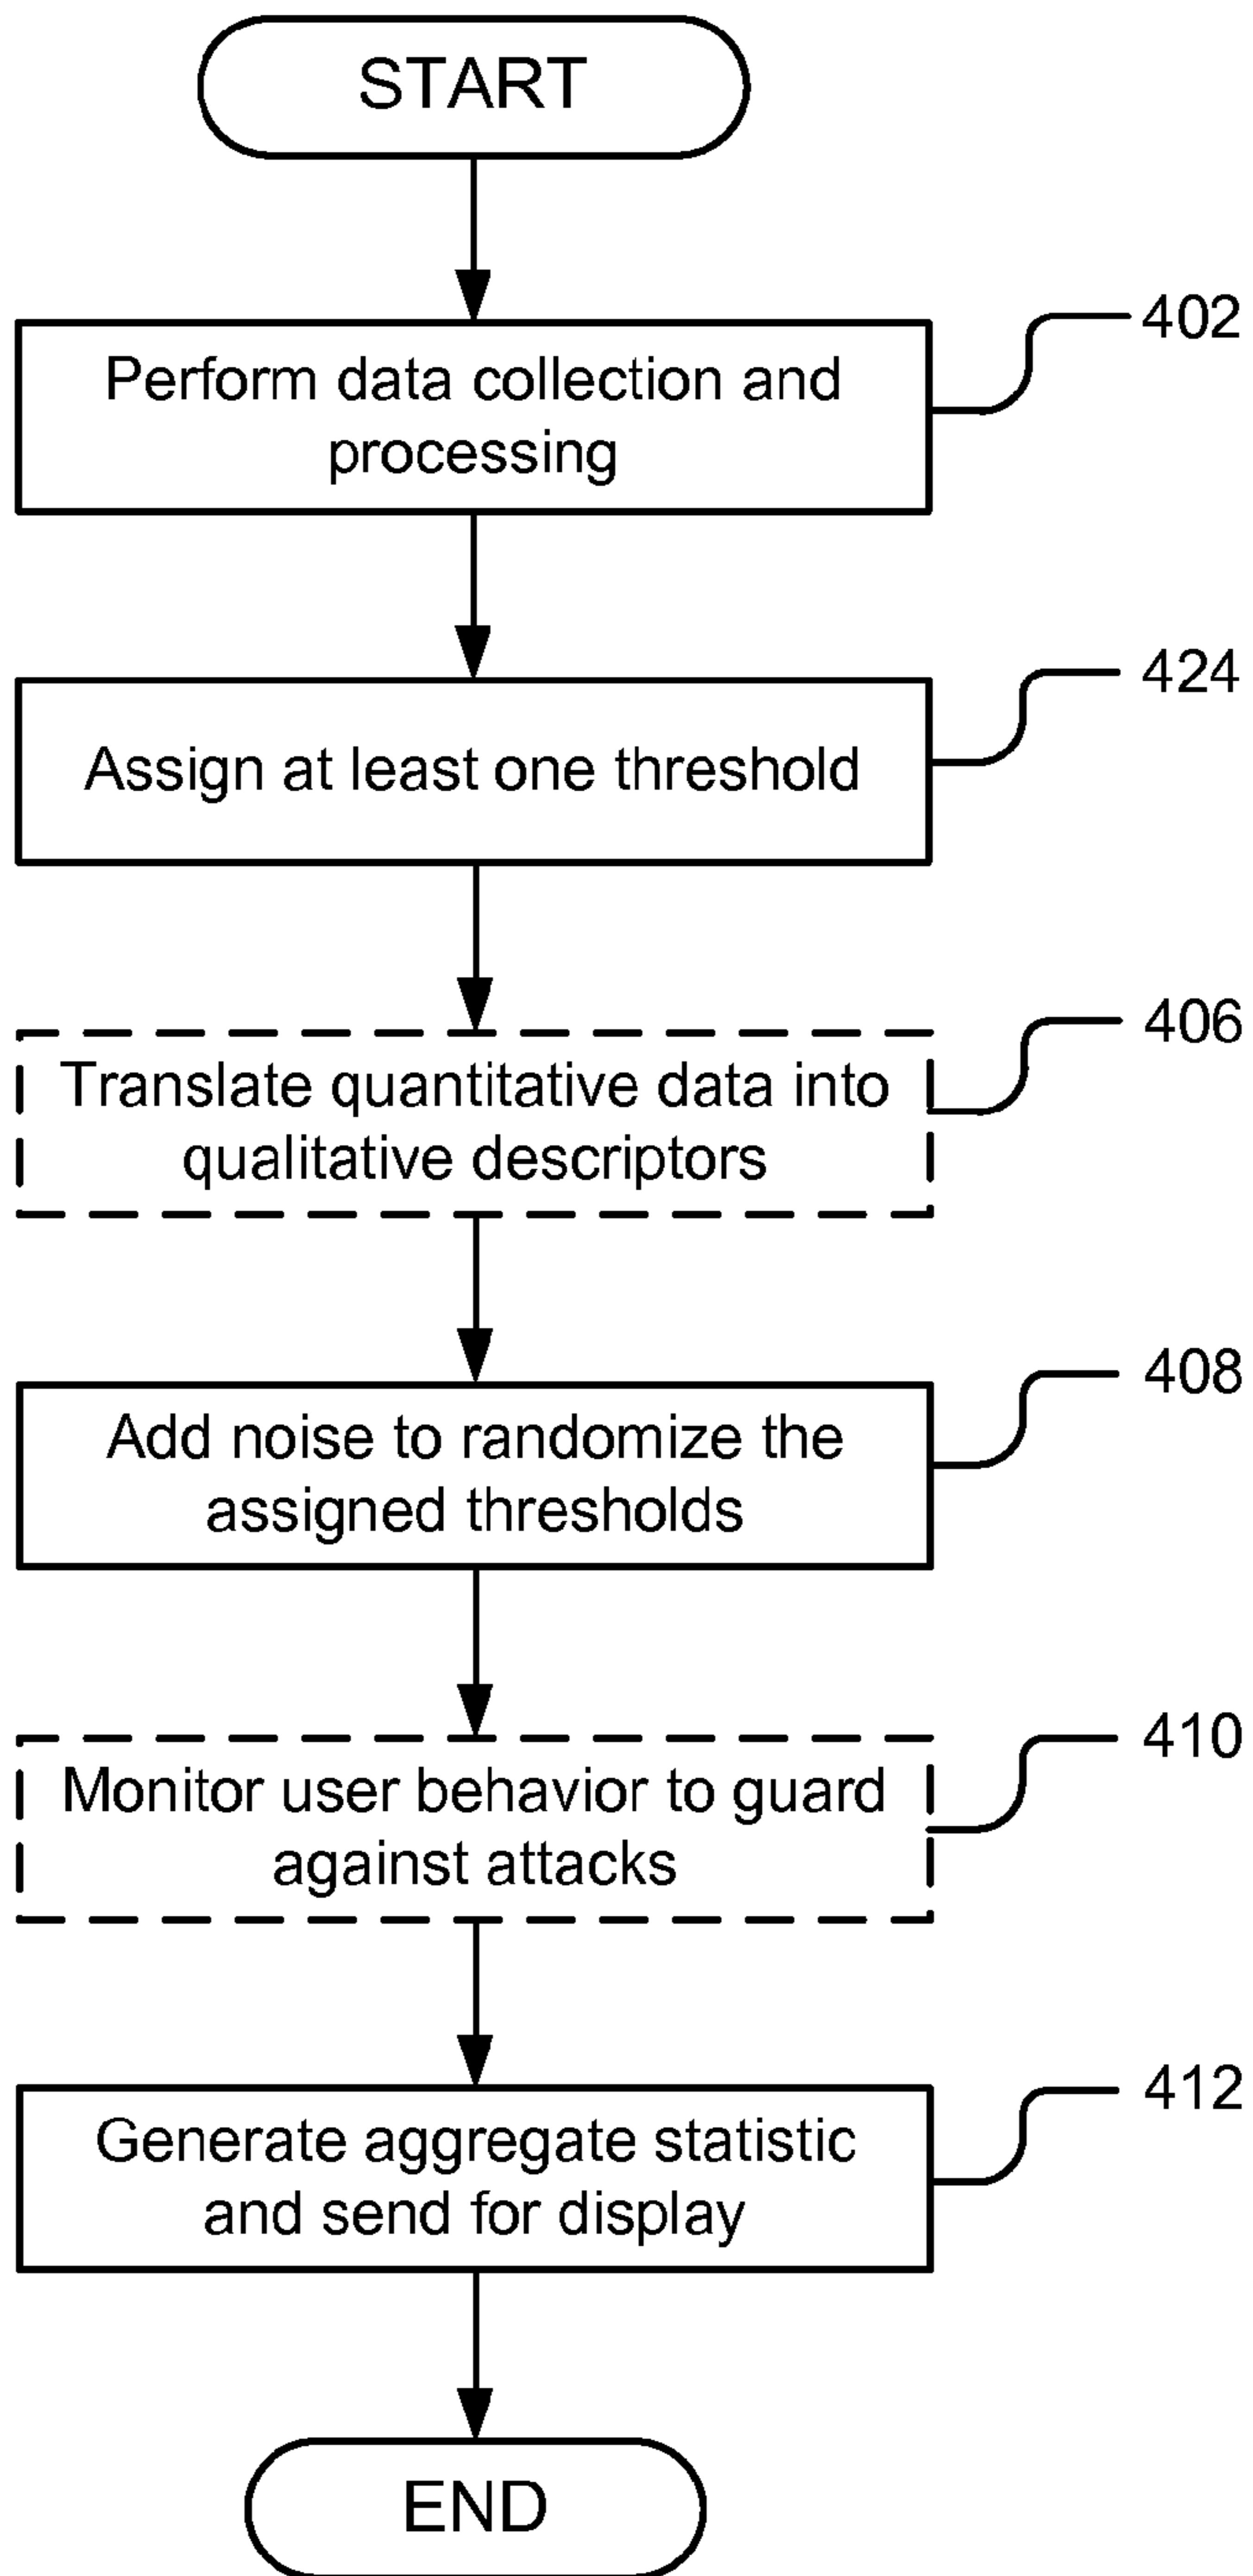 START
402
Perform data collection and
processing
424
Assign at least one threshold
406
Translate quantitative data into
qualitative descriptors
408
Add noise to randomize the
assigned thresholds
410
Monitor user behavior to guard
against attacks
412
Generate aggregate statistic
and send for display
END